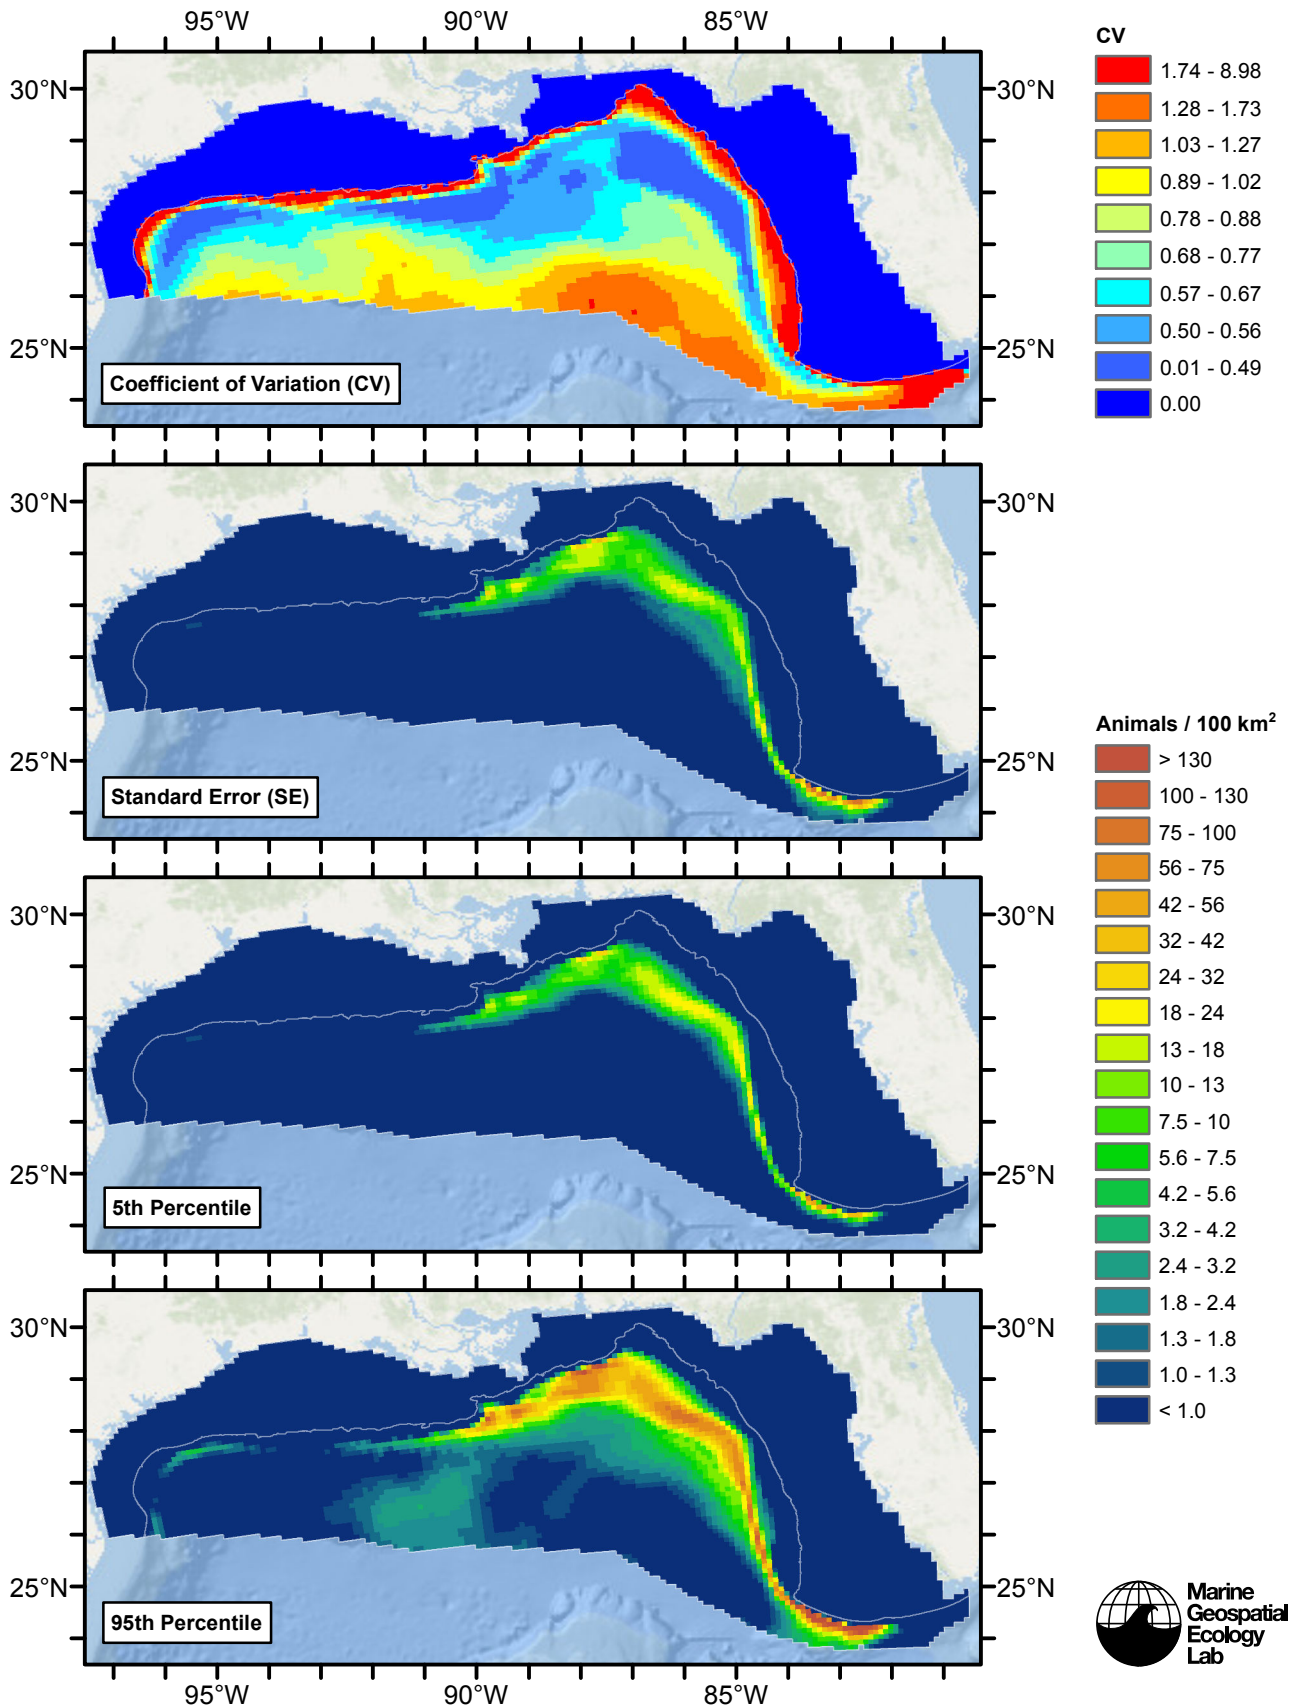 95°W 90°W 85°W
30°N 30°N
25°N 25°N
Coefficient of Variation (CV)
CV
1.74 - 8.98
1.28 - 1.73
1.03 - 1.27
0.89 - 1.02
0.78 - 0.88
0.68 - 0.77
0.57 - 0.67
0.50 - 0.56
0.01 - 0.49
0.00
30°N 30°N
25°N 25°N
Standard Error (SE)
30°N 30°N
25°N 25°N
5th Percentile
Animals / 100 km²
> 130
100 - 130
75 - 100
56 - 75
42 - 56
32 - 42
24 - 32
18 - 24
13 - 18
10 - 13
7.5 - 10
5.6 - 7.5
4.2 - 5.6
3.2 - 4.2
2.4 - 3.2
1.8 - 2.4
1.3 - 1.8
1.0 - 1.3
< 1.0
30°N 30°N
25°N 25°N
95th Percentile
95°W 90°W 85°W
Marine
Geospatial
Ecology
Lab